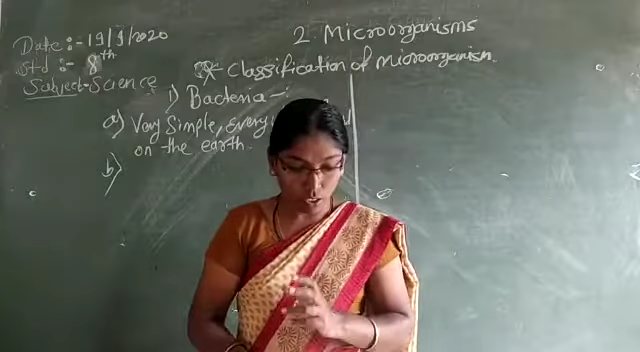 Date :- 19/9/2020
Std :- 8th
Subject - Science
2. Microorganisms
* Classification of microorganism.
1) Bacteria -:
a) Very Simple, Every
on the earth.
b)